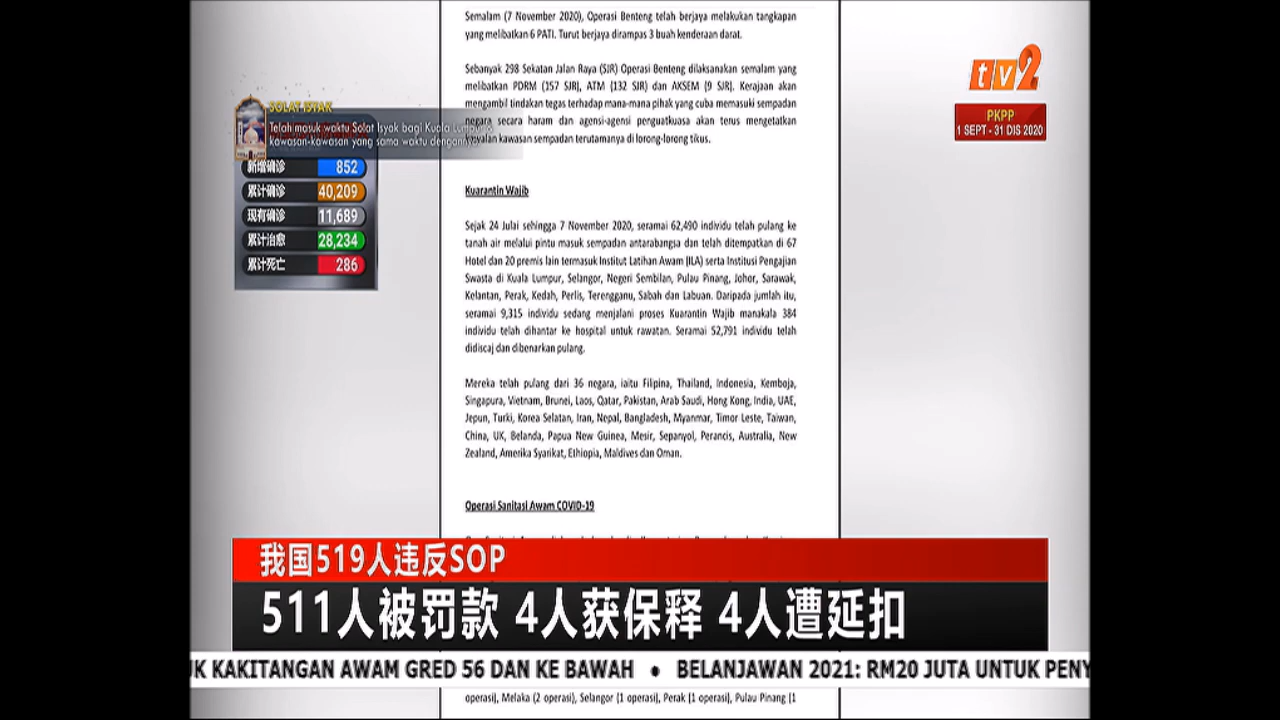 Semalam (7 November 2020), Operasi Benteng telah berjaya melakukan tangkapan
yang melibatkan 6 PATI. Turut berjaya dirampas 3 buah kenderaan darat.
Sebanyak 298 Sekatan Jalan Raya (SJR) Operasi Benteng dilaksanakan semalam yang
melibatkan PDRM (157 SJR), ATM (132 SJR) dan AKSEM (9 SJR). Kerajaan akan
mengambil tindakan tegas terhadap mana-mana pihak yang cuba memasuki sempadan
negara secara haram dan agensi-agensi penguatkuasa akan terus mengetatkan
kawalan kawasan sempadan terutamanya di lorong-lorong tikus.
tv2
PKPP
1 SEPT - 31 DIS 2020
SOLAT ISYAK
Telah masuk waktu Solat Isyak bagi Kuala Lumpur &
kawasan-kawasan yang sama waktu dengannya
新增确诊 852
累计确诊 40,209
现有确诊 11,689
累计治愈 28,234
累计死亡 286
Kuarantin Wajib
Sejak 24 Julai sehingga 7 November 2020, seramai 62,490 individu telah pulang ke
tanah air melalui pintu masuk sempadan antarabangsa dan telah ditempatkan di 67
Hotel dan 20 premis lain termasuk Institut Latihan Awam (ILA) serta Institusi Pengajian
Swasta di Kuala Lumpur, Selangor, Negeri Sembilan, Pulau Pinang, Johor, Sarawak,
Kelantan, Perak, Kedah, Perlis, Terengganu, Sabah dan Labuan. Daripada jumlah itu,
seramai 9,315 individu sedang menjalani proses Kuarantin Wajib manakala 384
individu telah dihantar ke hospital untuk rawatan. Seramai 52,791 individu telah
didiscaj dan dibenarkan pulang.
Mereka telah pulang dari 36 negara, iaitu Filipina, Thailand, Indonesia, Kemboja,
Singapura, Vietnam, Brunei, Laos, Qatar, Pakistan, Arab Saudi, Hong Kong, India, UAE,
Jepun, Turki, Korea Selatan, Iran, Nepal, Bangladesh, Myanmar, Timor Leste, Taiwan,
China, UK, Belanda, Papua New Guinea, Mesir, Sepanyol, Perancis, Australia, New
Zealand, Amerika Syarikat, Ethiopia, Maldives dan Oman.
Operasi Sanitasi Awam COVID-19
我国519人违反SOP
511人被罚款 4人获保释 4人遭延扣
UK KAKITANGAN AWAM GRED 56 DAN KE BAWAH ● BELANJAWAN 2021: RM20 JUTA UNTUK PENY
operasi), Melaka (2 operasi), Selangor (1 operasi), Perak (1 operasi), Pulau Pinang (1